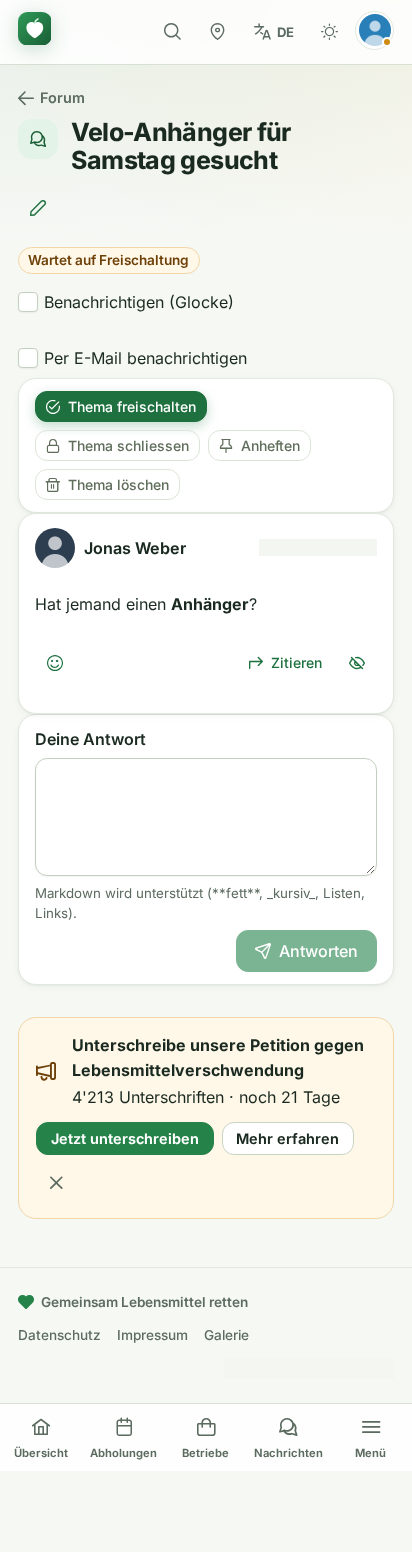 DE
Forum
Velo-Anhänger für
Samstag gesucht
Wartet auf Freischaltung
Benachrichtigen (Glocke)
Per E-Mail benachrichtigen
Thema freischalten
Thema schliessen
Anheften
Thema löschen
Jonas Weber
Hat jemand einen Anhänger?
Zitieren
Deine Antwort
Markdown wird unterstützt (**fett**, _kursiv_, Listen,
Links).
Antworten
Unterschreibe unsere Petition gegen
Lebensmittelverschwendung
4'213 Unterschriften · noch 21 Tage
Jetzt unterschreiben
Mehr erfahren
Gemeinsam Lebensmittel retten
Datenschutz Impressum Galerie
Übersicht Abholungen Betriebe Nachrichten Menü